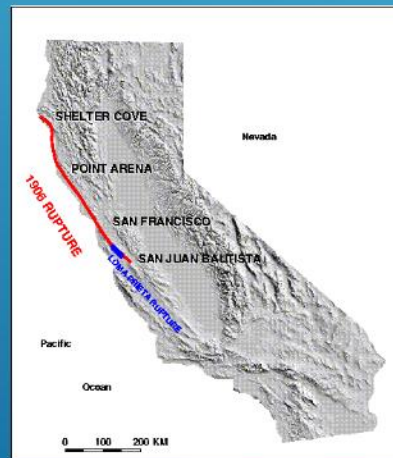 SHELTER COVE
Nevada
POINT ARENA
1906 RUPTURE
SAN FRANCISCO
SAN JUAN BAUTISTA
LOMA PRIETA RUPTURE
Pacific
Ocean
0 100 200 KM